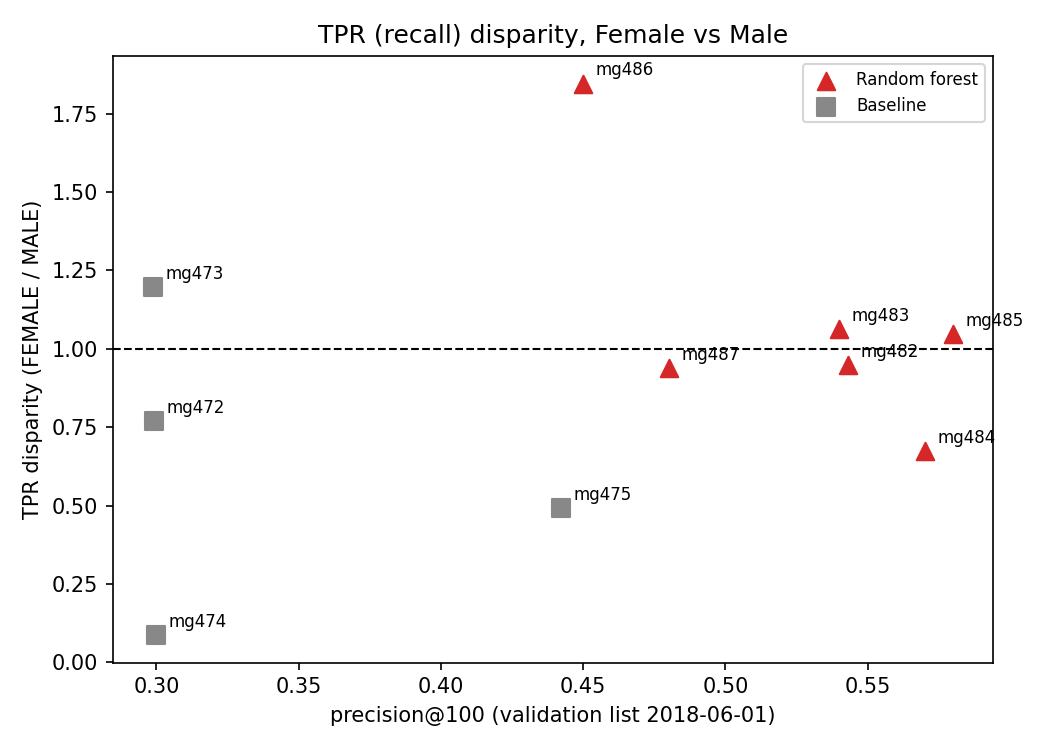 TPR (recall) disparity, Female vs Male
mg486
Random forest
Baseline
1.75
1.50
1.25
1.00
0.75
0.50
0.25
0.00
TPR disparity (FEMALE / MALE)
mg473
mg483
mg485
mg487
mg482
mg472
mg484
mg475
mg474
0.30
0.35
0.40
0.45
0.50
0.55
precision@100 (validation list 2018-06-01)